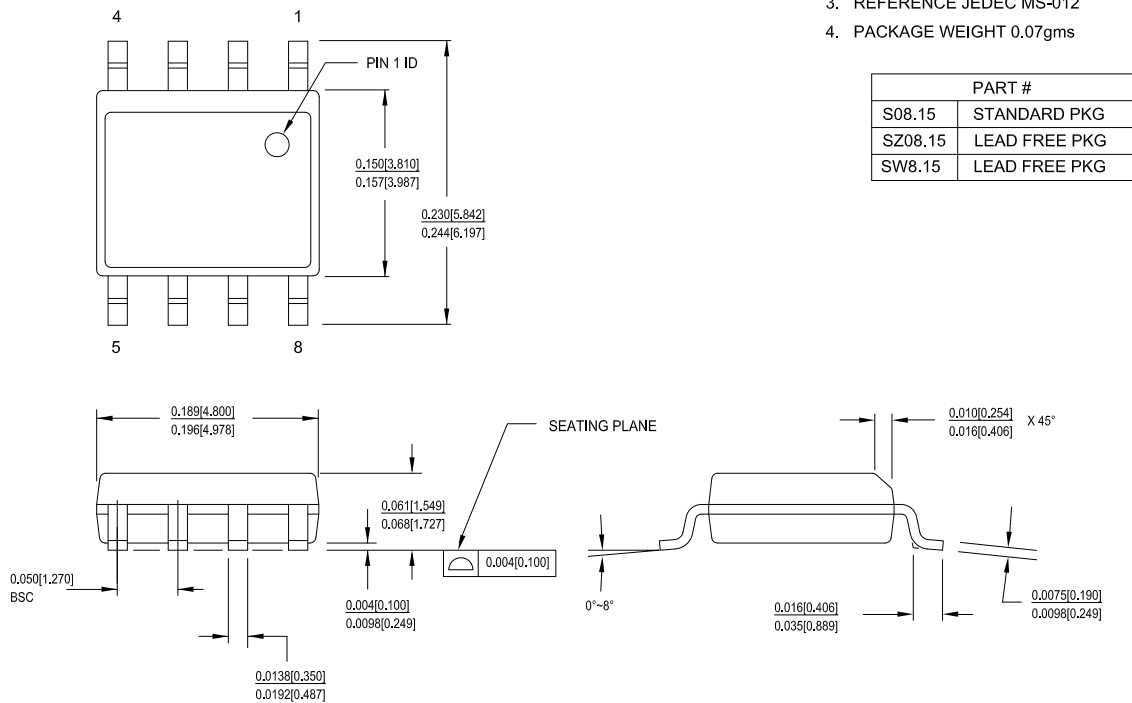 3. REFERENCE JEDEC MS-012
4. PACKAGE WEIGHT 0.07gms
PART #
S08.15 STANDARD PKG
SZ08.15 LEAD FREE PKG
SW8.15 LEAD FREE PKG
4 1
PIN 1 ID
0.150[3.810]
0.157[3.987]
0.230[5.842]
0.244[6.197]
5 8
0.189[4.800]
0.196[4.978]
SEATING PLANE
0.010[0.254]
0.016[0.406] X 45°
0.061[1.549]
0.068[1.727]
0.004[0.100]
0.050[1.270]
BSC
0.004[0.100]
0.0098[0.249]
0°~8°
0.016[0.406]
0.035[0.889]
0.0075[0.190]
0.0098[0.249]
0.0138[0.350]
0.0192[0.487]